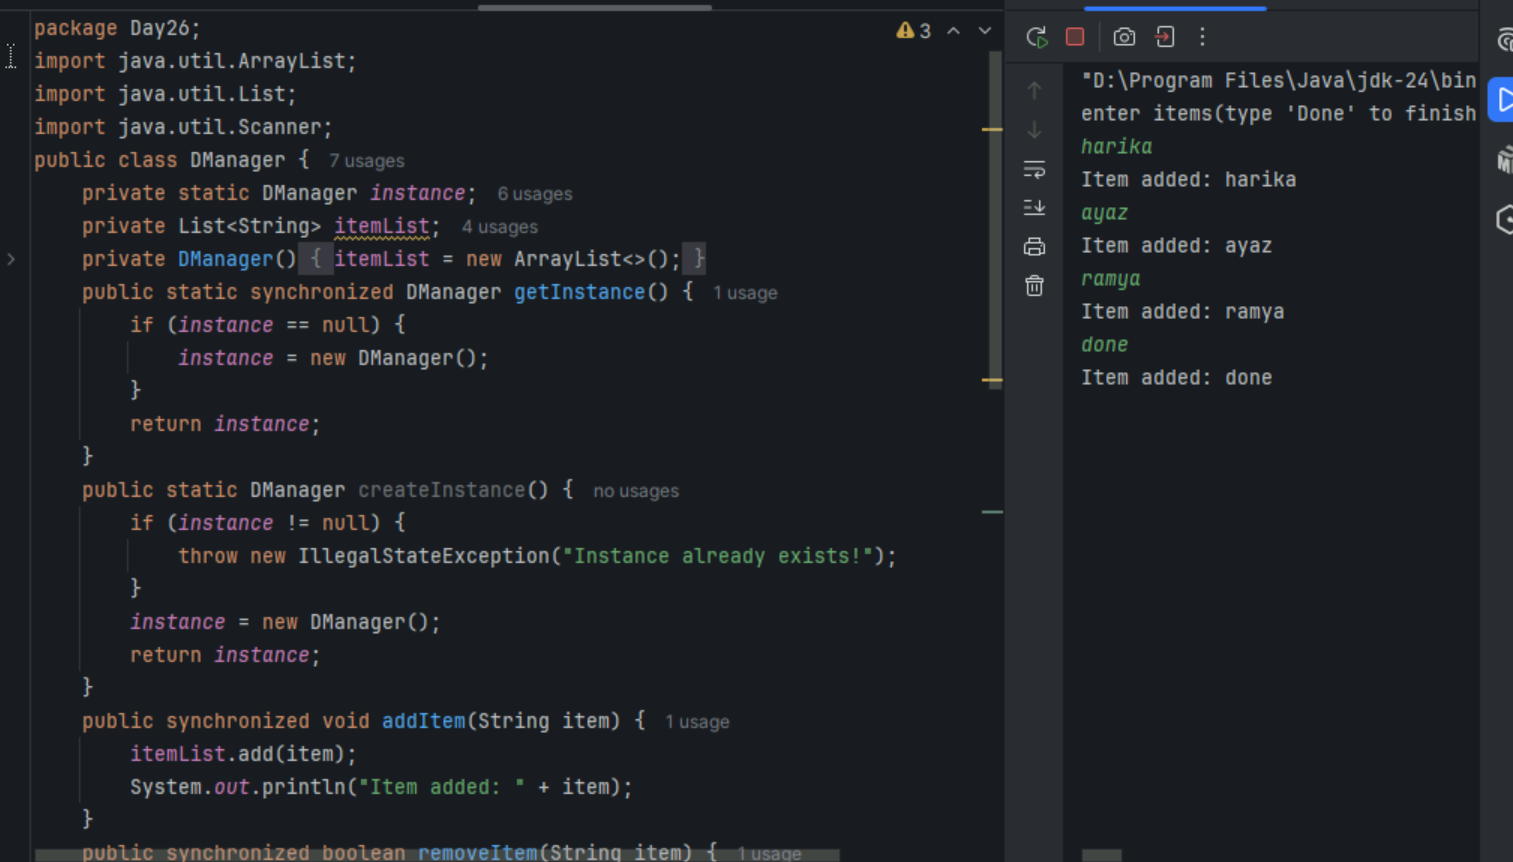 package Day26;
import java.util.ArrayList;
import java.util.List;
import java.util.Scanner;
public class DManager { 7 usages
private static DManager instance; 6 usages
private List<String> itemList; 4 usages
private DManager() { itemList = new ArrayList<>(); }
public static synchronized DManager getInstance() { 1 usage
if (instance == null) {
instance = new DManager();
}
return instance;
}
public static DManager createInstance() { no usages
if (instance != null) {
throw new IllegalStateException("Instance already exists!");
}
instance = new DManager();
return instance;
}
public synchronized void addItem(String item) { 1 usage
itemList.add(item);
System.out.println("Item added: " + item);
}
public synchronized boolean removeItem(String item) { 1 usage
3
"D:\Program Files\Java\jdk-24\bin
enter items(type 'Done' to finish
harika
Item added: harika
ayaz
Item added: ayaz
ramya
Item added: ramya
done
Item added: done